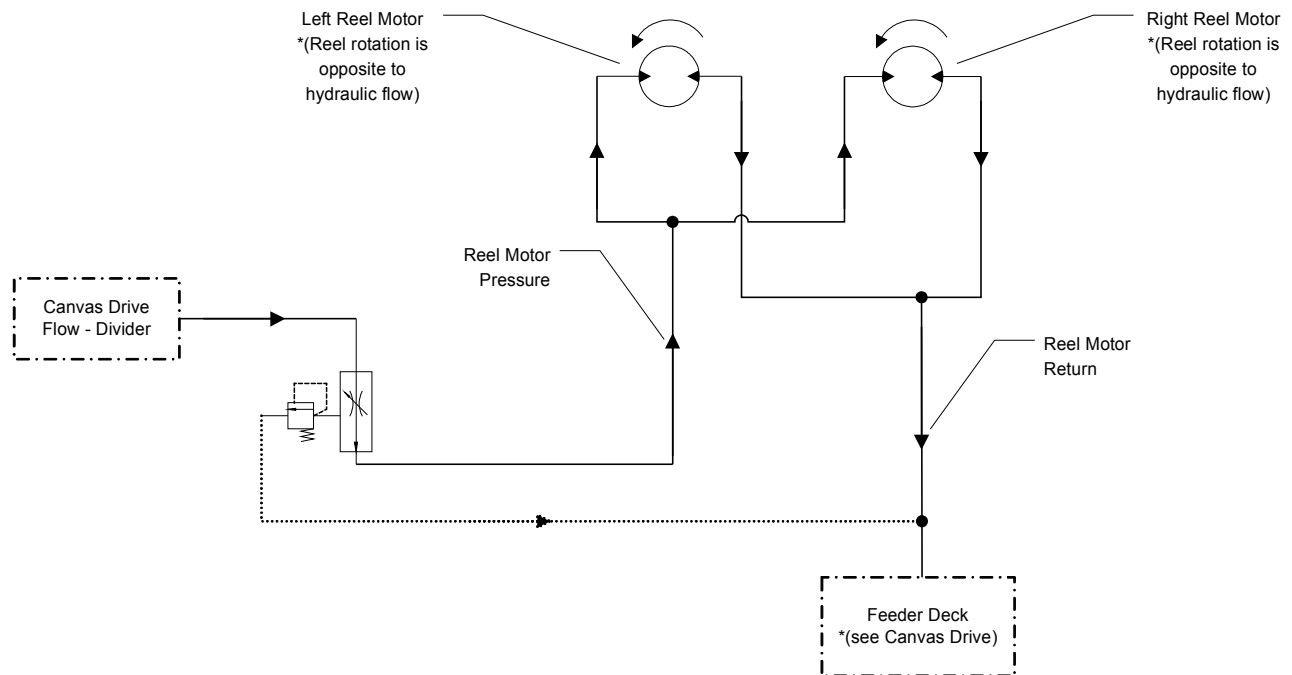 Left Reel Motor
*(Reel rotation is
opposite to
hydraulic flow)
Right Reel Motor
*(Reel rotation is
opposite to
hydraulic flow)
Reel Motor
Pressure
Canvas Drive
Flow - Divider
Reel Motor
Return
Feeder Deck
*(see Canvas Drive)